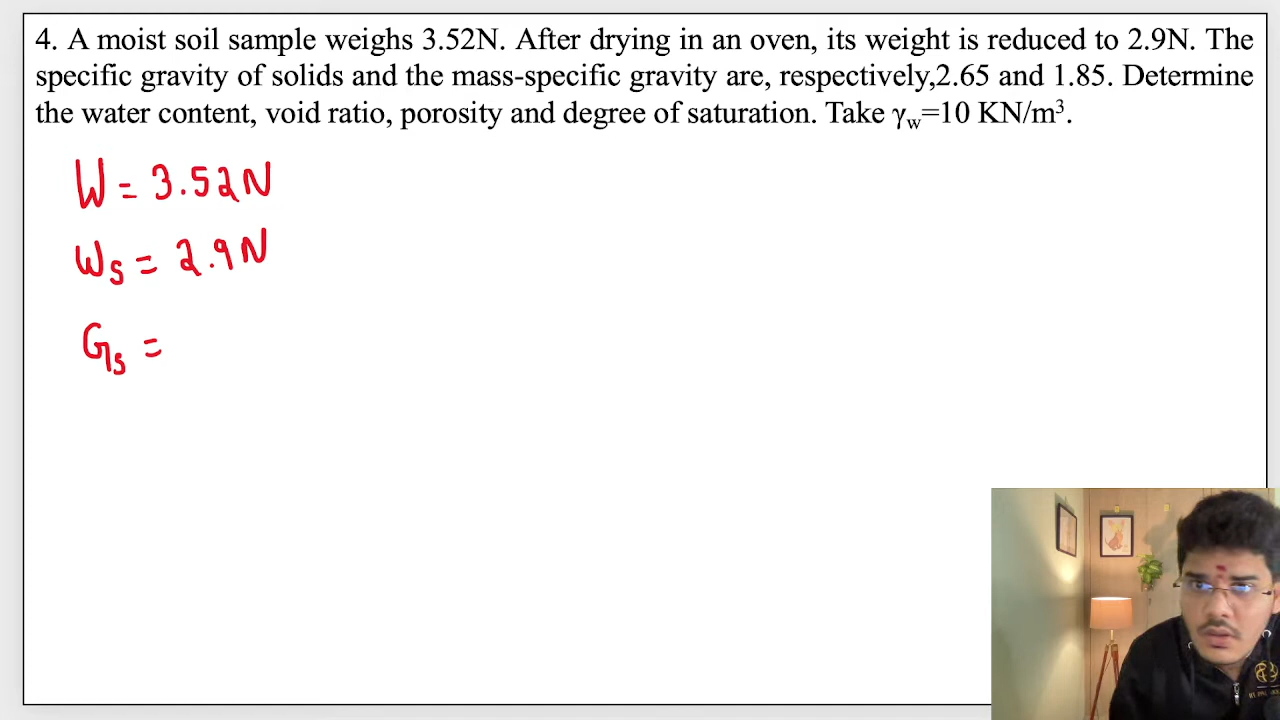 4. A moist soil sample weighs 3.52N. After drying in an oven, its weight is reduced to 2.9N. The
specific gravity of solids and the mass-specific gravity are, respectively,2.65 and 1.85. Determine
the water content, void ratio, porosity and degree of saturation. Take γw=10 KN/m³.
W = 3.52N
Ws = 2.9N
Gs =